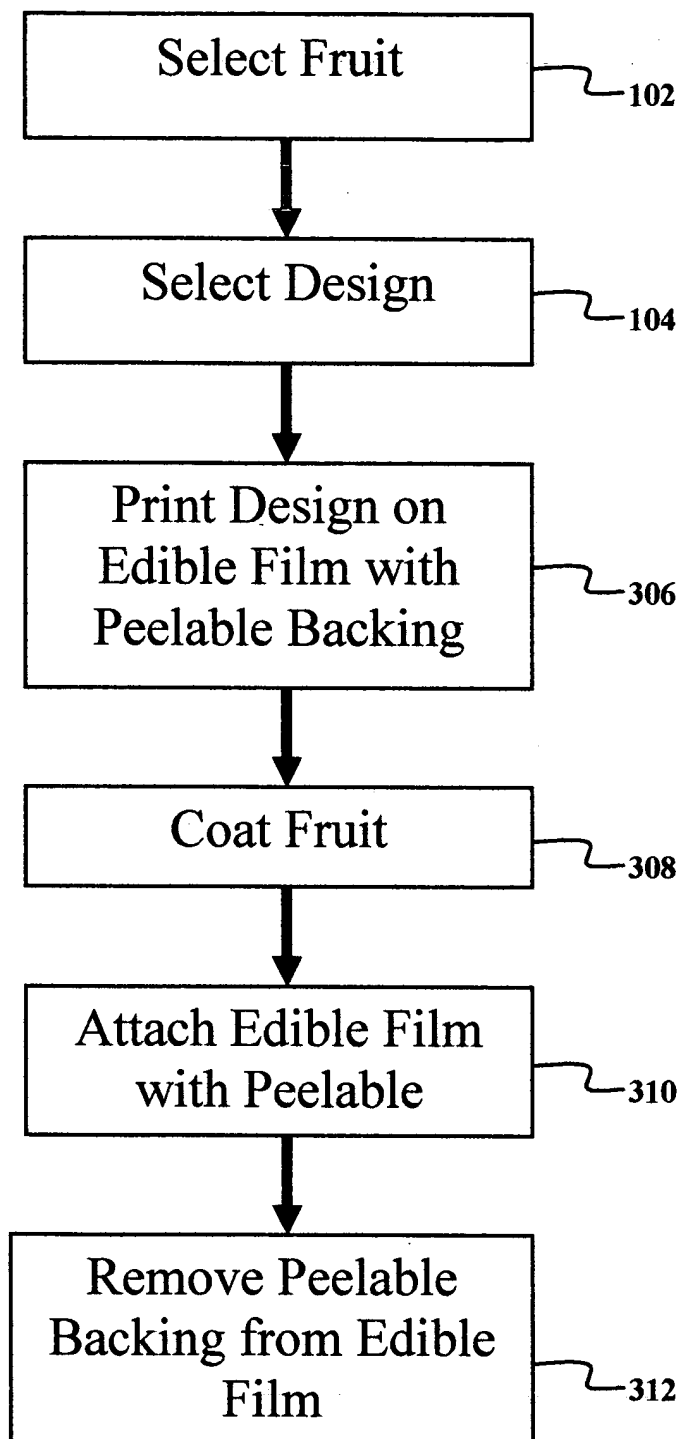 Select Fruit
102
Select Design
104
Print Design on
Edible Film with
Peelable Backing
306
Coat Fruit
308
Attach Edible Film
with Peelable
310
Remove Peelable
Backing from Edible
Film
312